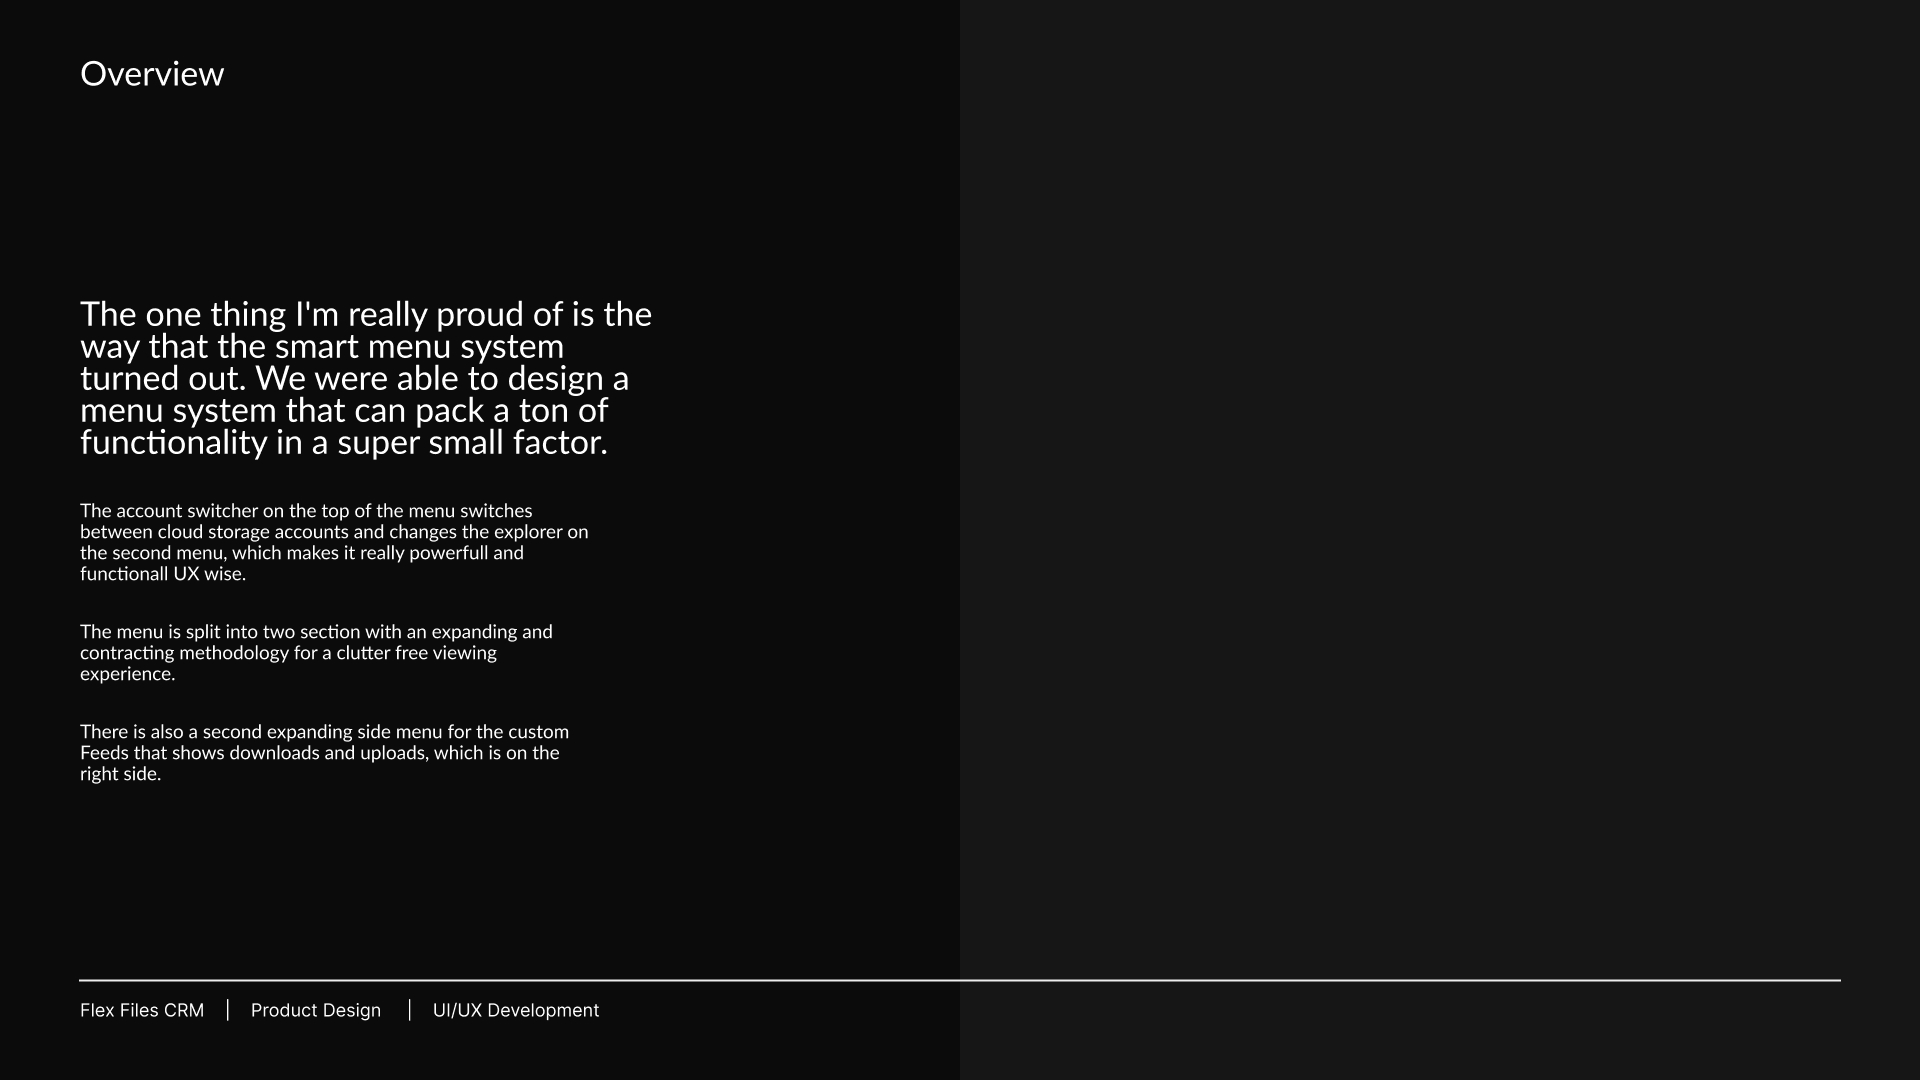 Overview
The one thing I'm really proud of is the
way that the smart menu system
turned out. We were able to design a
menu system that can pack a ton of
functionality in a super small factor.
The account switcher on the top of the menu switches
between cloud storage accounts and changes the explorer on
the second menu, which makes it really powerfull and
functionall UX wise.
The menu is split into two section with an expanding and
contracting methodology for a clutter free viewing
experience.
There is also a second expanding side menu for the custom
Feeds that shows downloads and uploads, which is on the
right side.
Flex Files CRM | Product Design | UI/UX Development